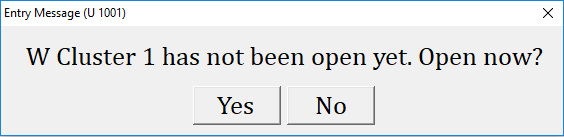 Entry Message (U 1001)
W Cluster 1 has not been open yet. Open now?
Yes No